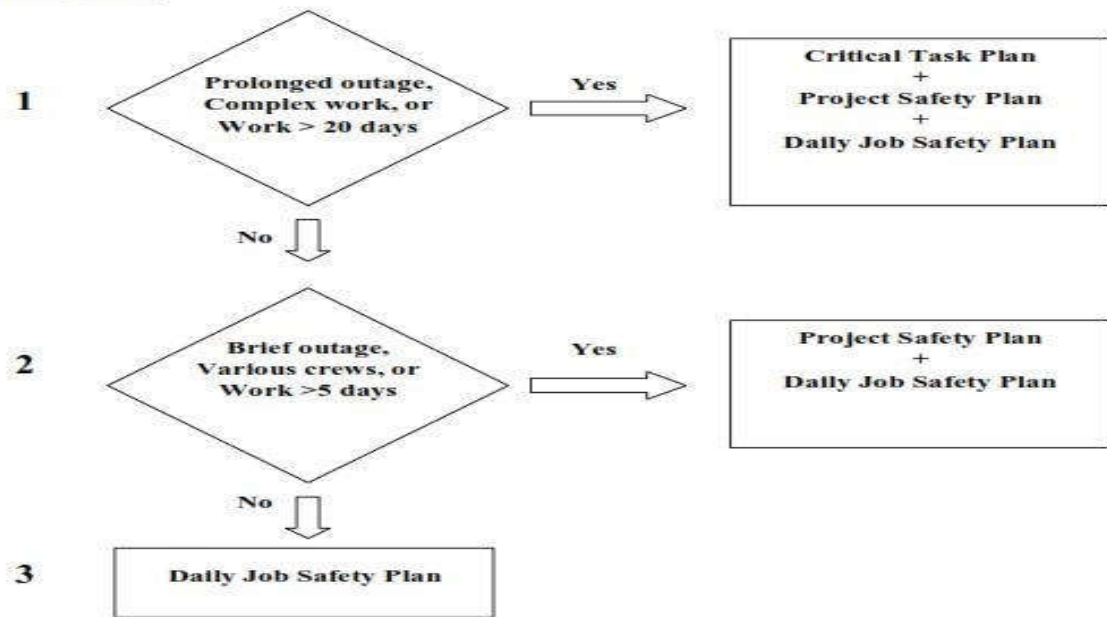 1
Prolonged outage,
Complex work, or
Work > 20 days
Yes
Critical Task Plan
+
Project Safety Plan
+
Daily Job Safety Plan
No
2
Brief outage,
Various crews, or
Work >5 days
Yes
Project Safety Plan
+
Daily Job Safety Plan
No
3
Daily Job Safety Plan